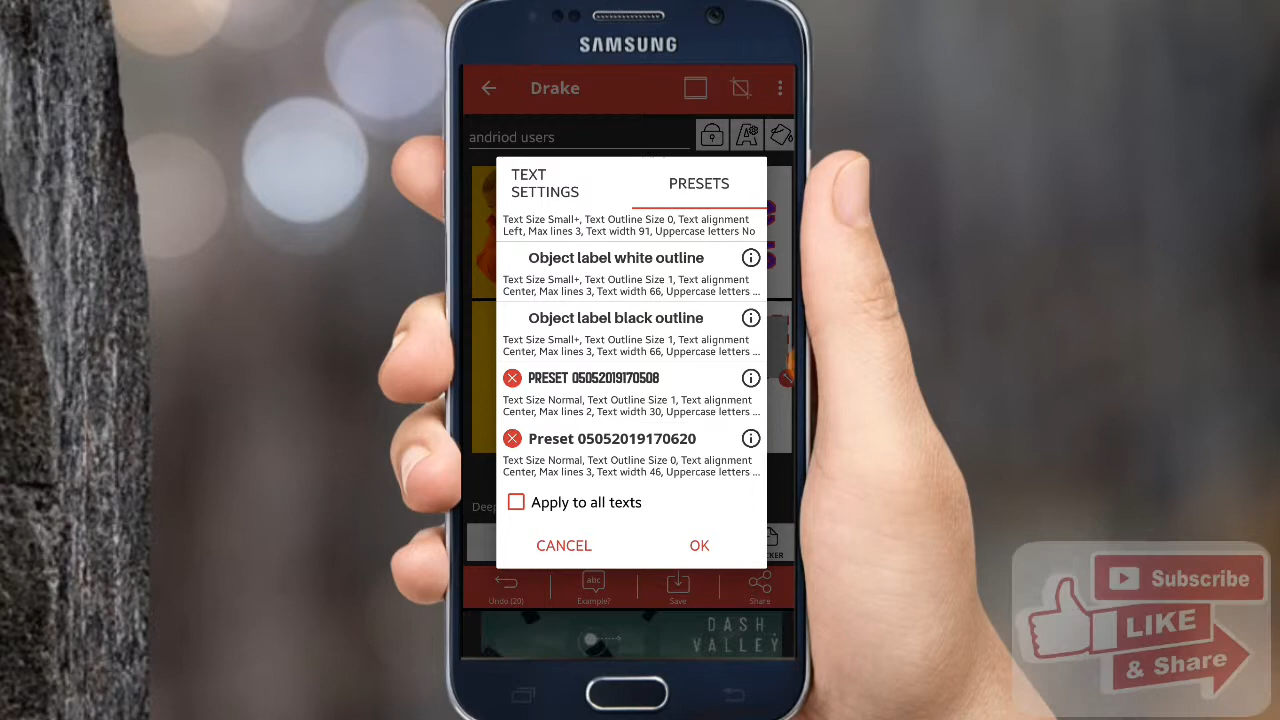 SAMSUNG
Drake
andriod users
TEXT
SETTINGS
PRESETS
Text Size Small+, Text Outline Size 0, Text alignment
Left, Max lines 3, Text width 91, Uppercase letters No
Object label white outline
Text Size Small+, Text Outline Size 1, Text alignment
Center, Max lines 3, Text width 66, Uppercase letters ...
Object label black outline
Text Size Small+, Text Outline Size 1, Text alignment
Center, Max lines 3, Text width 66, Uppercase letters ...
PRESET 05052019170508
Text Size Normal, Text Outline Size 1, Text alignment
Center, Max lines 2, Text width 30, Uppercase letters ...
Preset 05052019170620
Text Size Normal, Text Outline Size 0, Text alignment
Center, Max lines 3, Text width 46, Uppercase letters ...
Apply to all texts
CANCEL
OK
Undo (20)
abc
Example?
Save
Share
DASH
VALLEY
Subscribe
LIKE
& Share